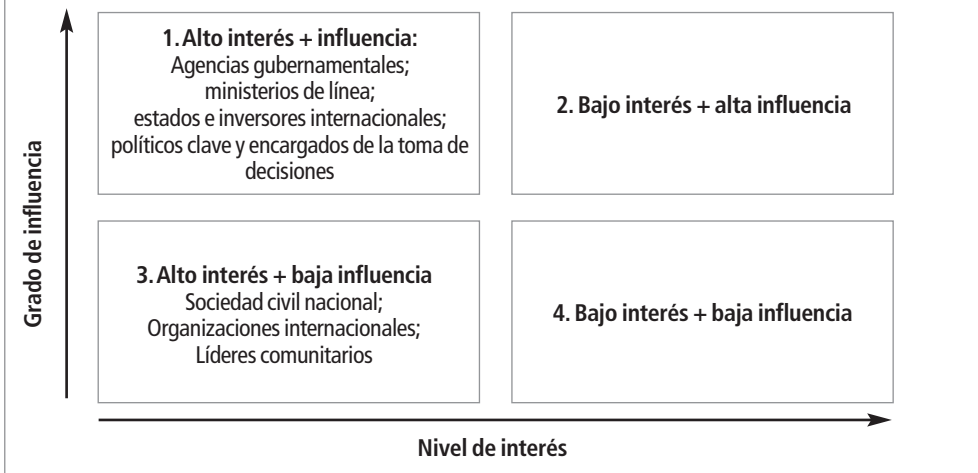 Grado de influencia
1. Alto interés + influencia:
Agencias gubernamentales;
ministerios de línea;
estados e inversores internacionales;
políticos clave y encargados de la toma de
decisiones
2. Bajo interés + alta influencia
3. Alto interés + baja influencia
Sociedad civil nacional;
Organizaciones internacionales;
Líderes comunitarios
4. Bajo interés + baja influencia
Nivel de interés